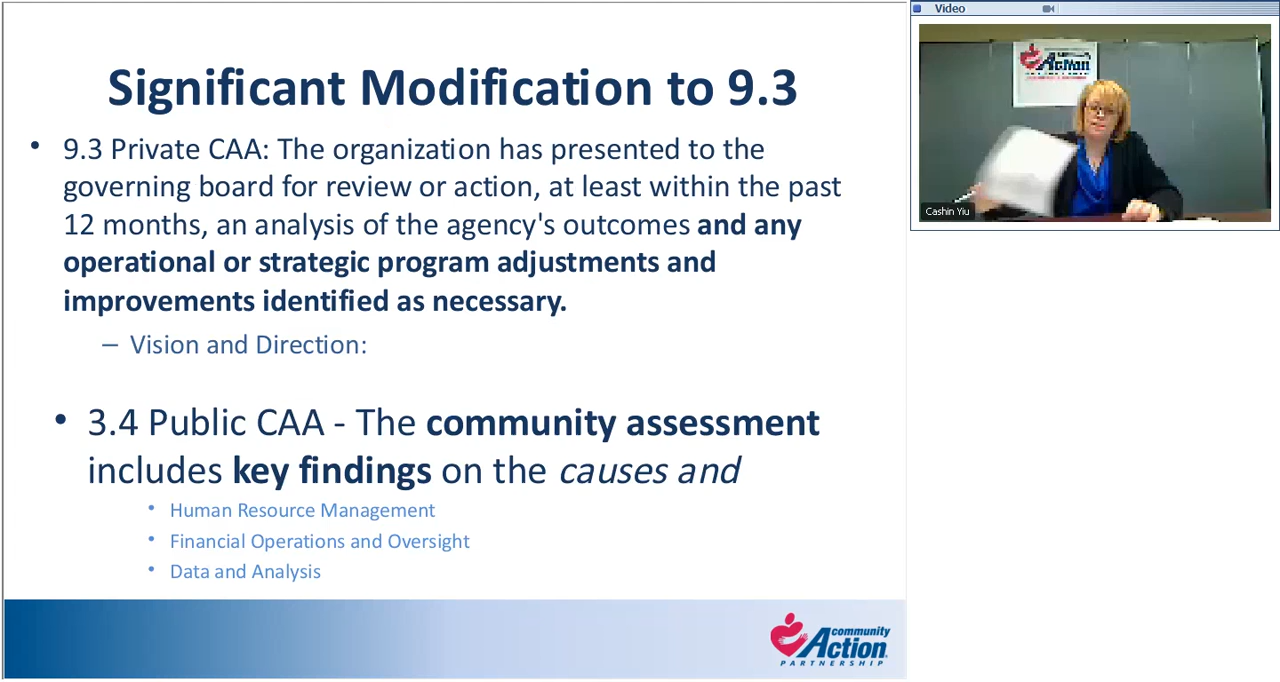 Significant Modification to 9.3
• 9.3 Private CAA: The organization has presented to the
governing board for review or action, at least within the past
12 months, an analysis of the agency's outcomes and any
operational or strategic program adjustments and
improvements identified as necessary.
– Vision and Direction:
• 3.4 Public CAA - The community assessment
includes key findings on the causes and
• Human Resource Management
• Financial Operations and Oversight
• Data and Analysis
community
Action
PARTNERSHIP
Video
Action
Cashin Yiu